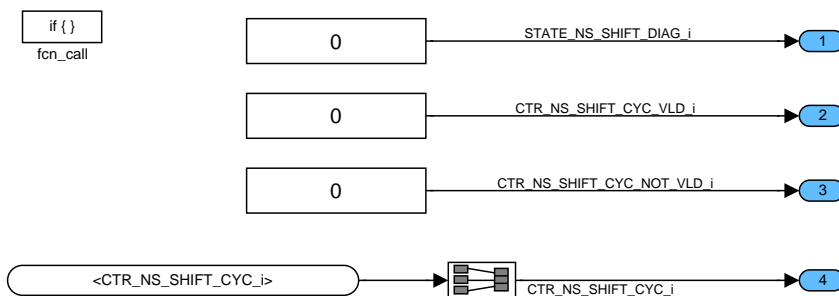 if { }
fcn_call
0
STATE_NS_SHIFT_DIAG_i
1
0
CTR_NS_SHIFT_CYC_VLD_i
2
0
CTR_NS_SHIFT_CYC_NOT_VLD_i
3
<CTR_NS_SHIFT_CYC_i>
CTR_NS_SHIFT_CYC_i
4